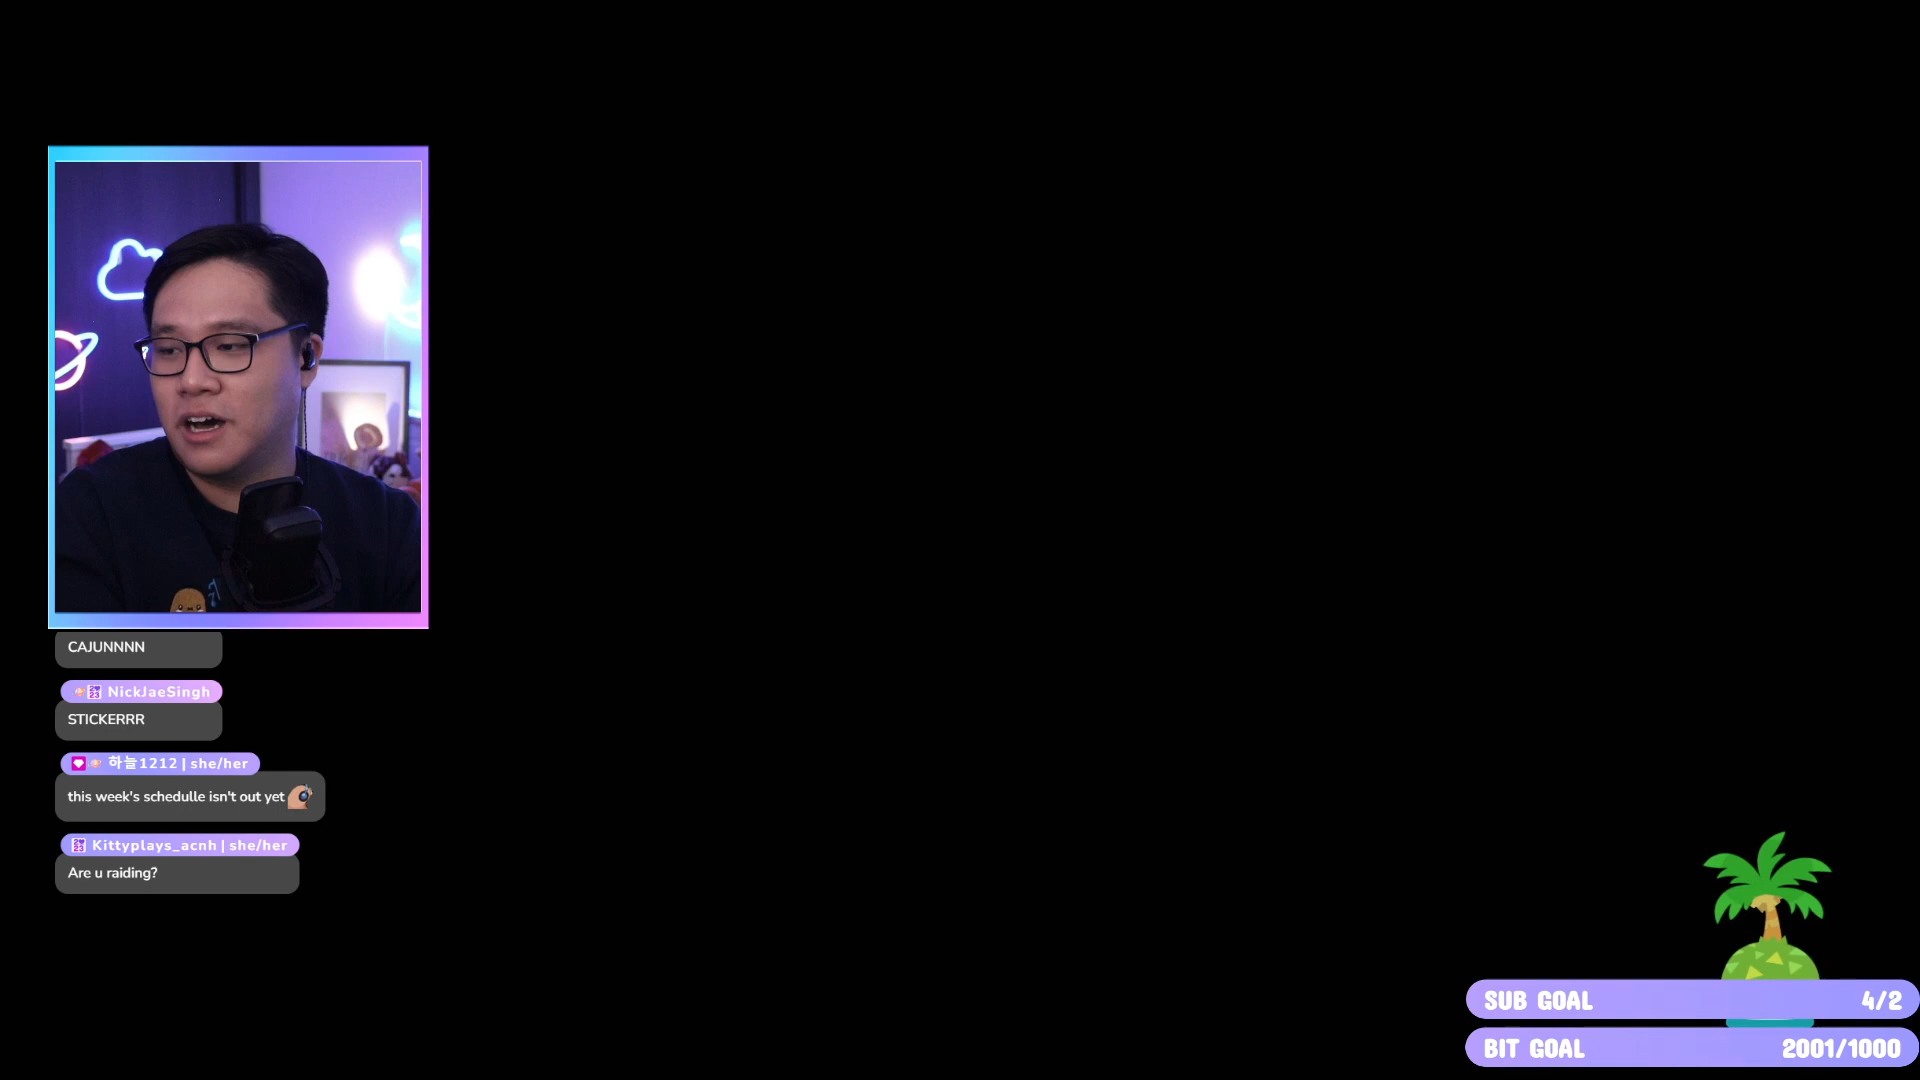 CAJUNNNN
NickJaeSingh
STICKERRR
하늘1212 | she/her
this week's schedulle isn't out yet
Kittyplays_acnh | she/her
Are u raiding?
SUB GOAL 4/2
BIT GOAL 2001/1000